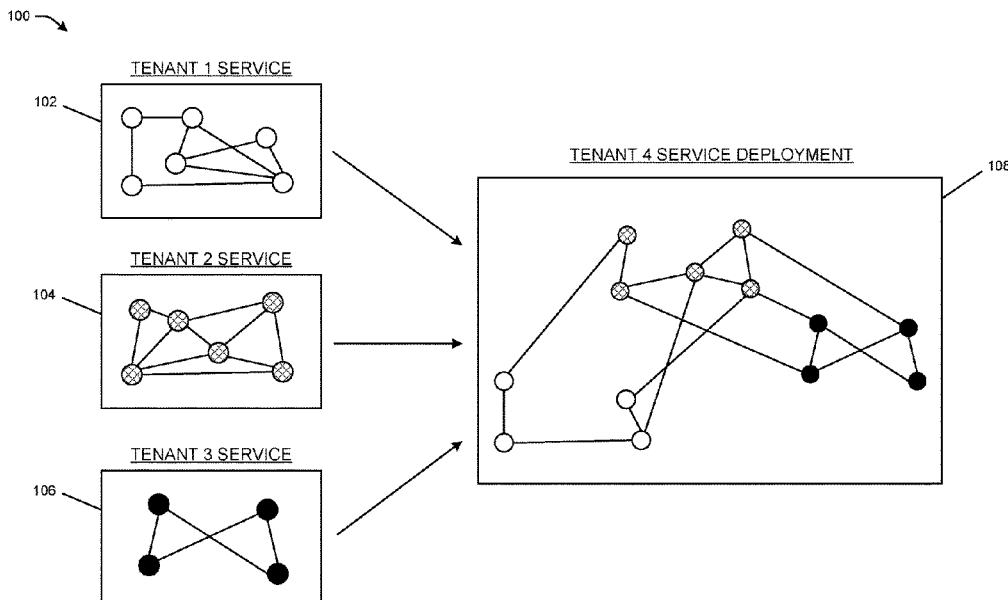 100
TENANT 1 SERVICE
102
TENANT 2 SERVICE
104
TENANT 3 SERVICE
106
TENANT 4 SERVICE DEPLOYMENT
108